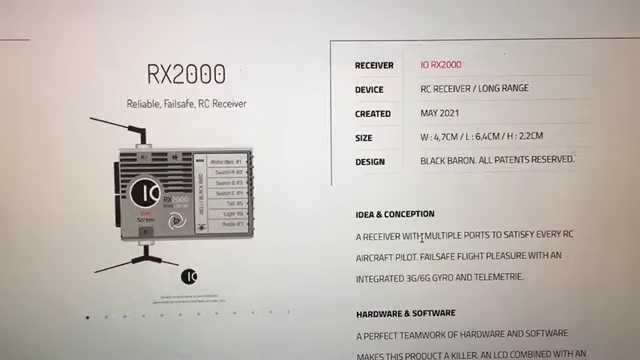 RX2000
Reliable, Failsafe, RC Receiver
RX2000
Screen
RECEIVER IO RX2000
DEVICE RC RECEIVER / LONG RANGE
CREATED MAY 2021
SIZE W : 4,7CM / L : 6,4CM / H : 2,2CM
DESIGN BLACK BARON. ALL PATENTS RESERVED.
IDEA & CONCEPTION
A RECEIVER WITH MULTIPLE PORTS TO SATISFY EVERY RC
AIRCRAFT PILOT. FAILSAFE FLIGHT PLEASURE WITH AN
INTEGRATED 3G/6G GYRO AND TELEMETRIE.
HARDWARE & SOFTWARE
A PERFECT TEAMWORK OF HARDWARE AND SOFTWARE
MAKES THIS PRODUCT A KILLER. AN LCD COMBINED WITH AN